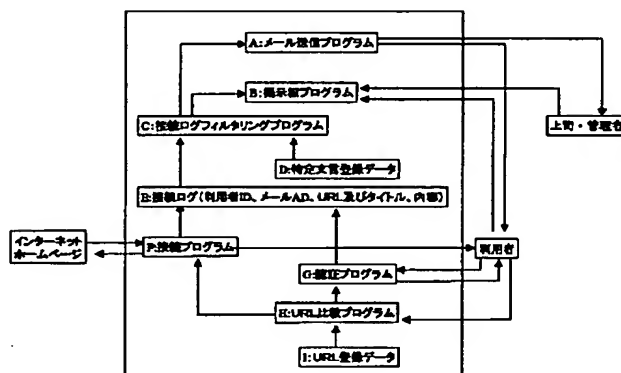 A:メール送信プログラム
B:掲示板プログラム
C:接続ログフィルタリングプログラム
上司・管理者
D:特定文言登録データ
E:接続ログ(利用者ID、メールAD、URL及びタイトル、内容)
インターネット
ホームページ
F:接続プログラム
利用者
G:認証プログラム
H:URL比較プログラム
I:URL登録データ